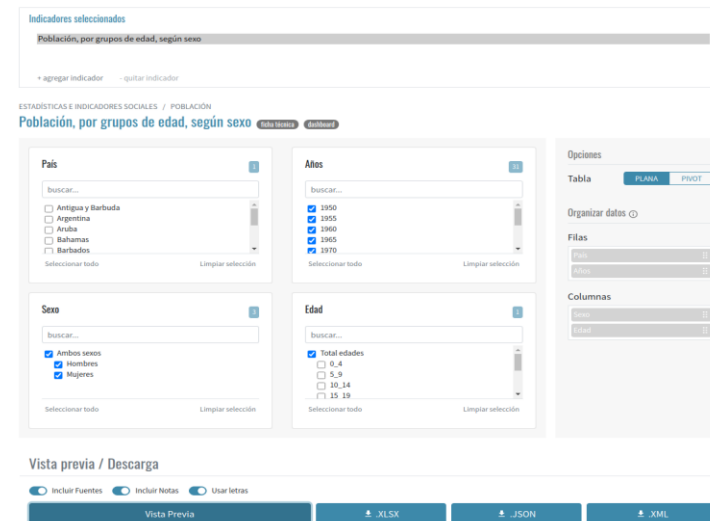 Indicadores seleccionados
Población, por grupos de edad, según sexo
+ agregar indicador - quitar indicador
ESTADÍSTICAS E INDICADORES SOCIALES / POBLACIÓN
Población, por grupos de edad, según sexo ficha técnica dashboard
País 1
buscar...
Antigua y Barbuda
Argentina
Aruba
Bahamas
Barbados
Seleccionar todo Limpiar selección
Años
buscar...
1950
1955
1960
1965
1970
Seleccionar todo Limpiar selección
Sexo 3
buscar...
Ambos sexos
Hombres
Mujeres
Seleccionar todo Limpiar selección
Edad 1
buscar...
Total edades
0_4
5_9
10_14
15_19
Seleccionar todo Limpiar selección
Opciones
Tabla PLANA PIVOT
Organizar datos
Filas
País
Años
Columnas
Sexo
Edad
Vista previa / Descarga
Incluir Fuentes Incluir Notas Usar letras
Vista Previa .XLSX .JSON .XML